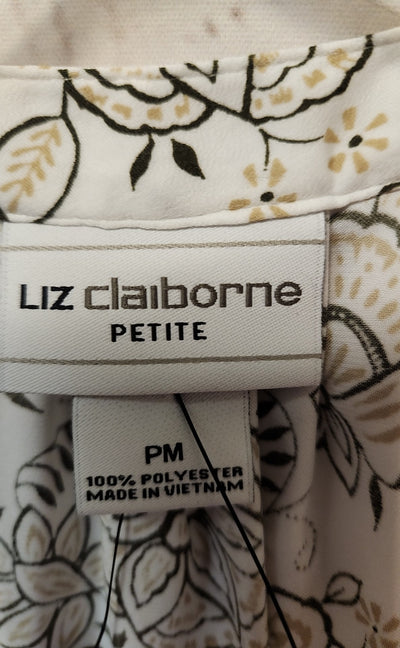 LIZ claiborne
PETITE
PM
100% POLYESTER
MADE IN VIETNAM